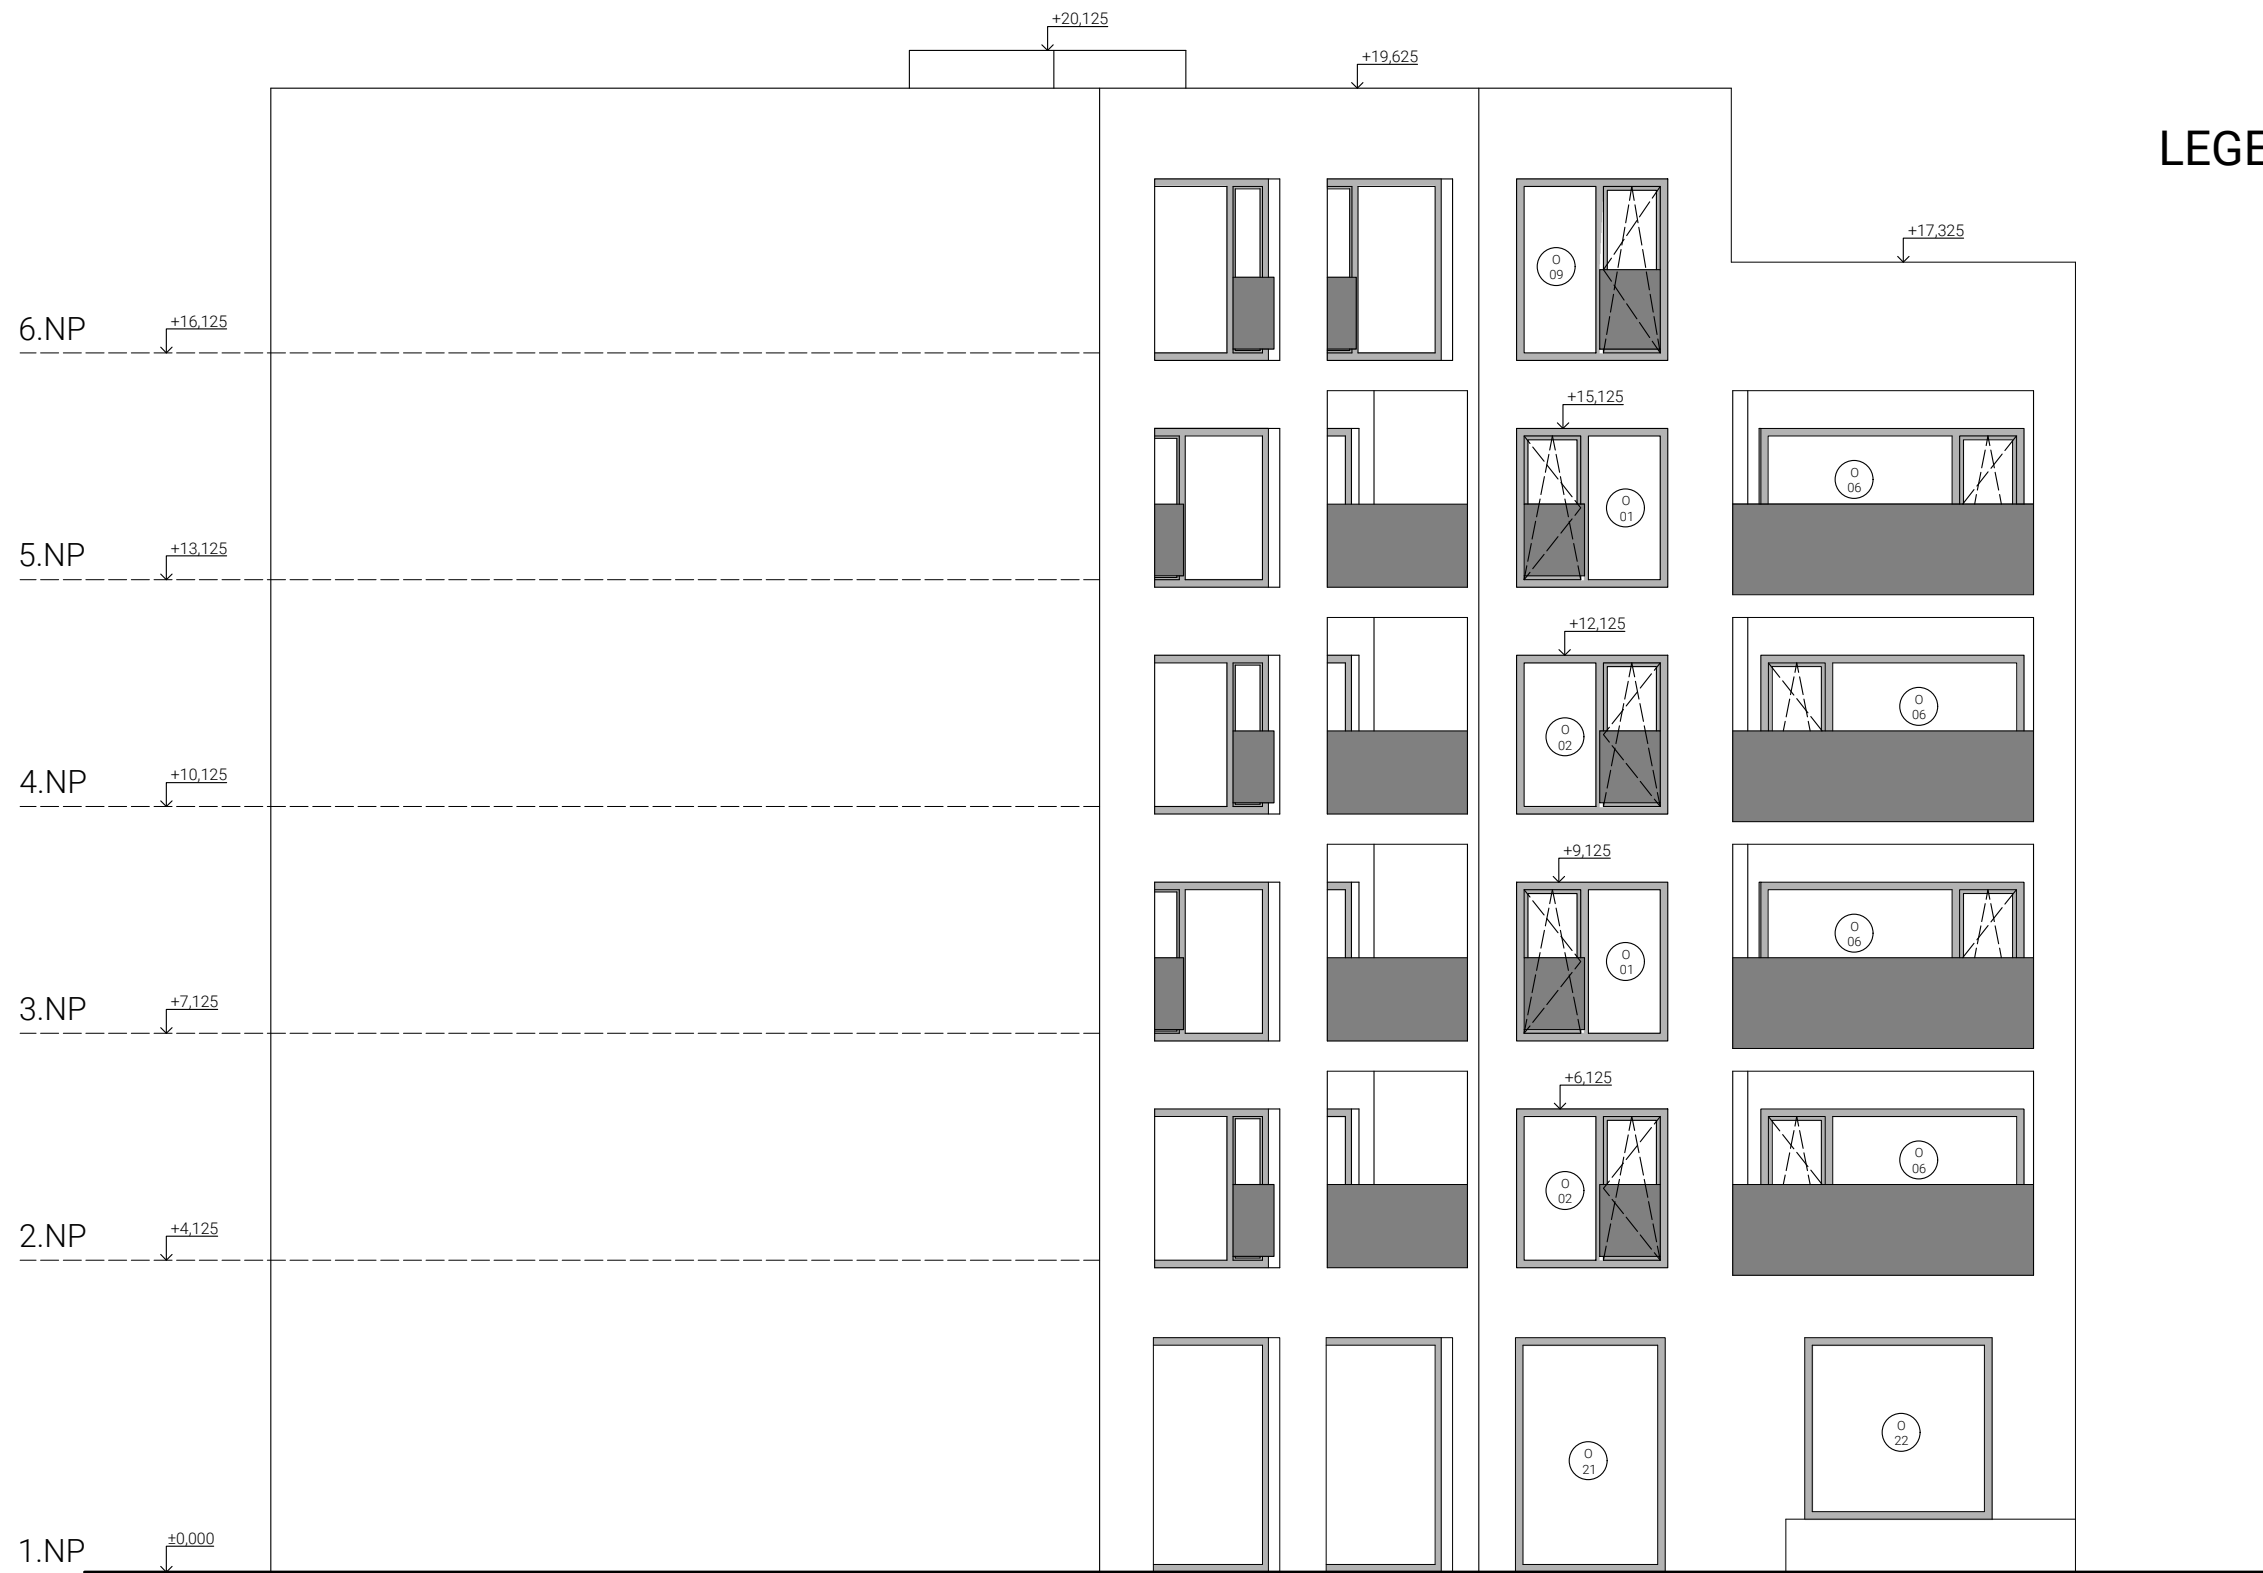 +20,125
+19,625
LEGE
+17,325
O
09
6.NP
+16,125
+15,125
O
06
O
01
5.NP
+13,125
+12,125
O
06
O
02
4.NP
+10,125
+9,125
O
06
O
01
3.NP
+7,125
+6,125
O
06
O
02
2.NP
+4,125
O
22
O
21
1.NP
±0,000